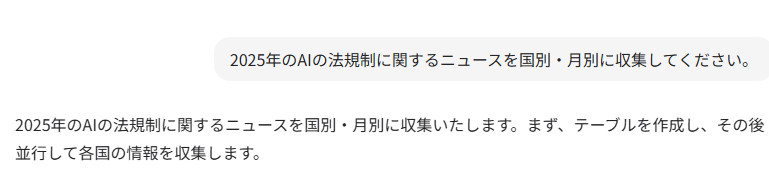 2025年のAIの法規制に関するニュースを国別・月別に収集してください。
2025年のAIの法規制に関するニュースを国別・月別に収集いたします。まず、テーブルを作成し、その後
並行して各国の情報を収集します。